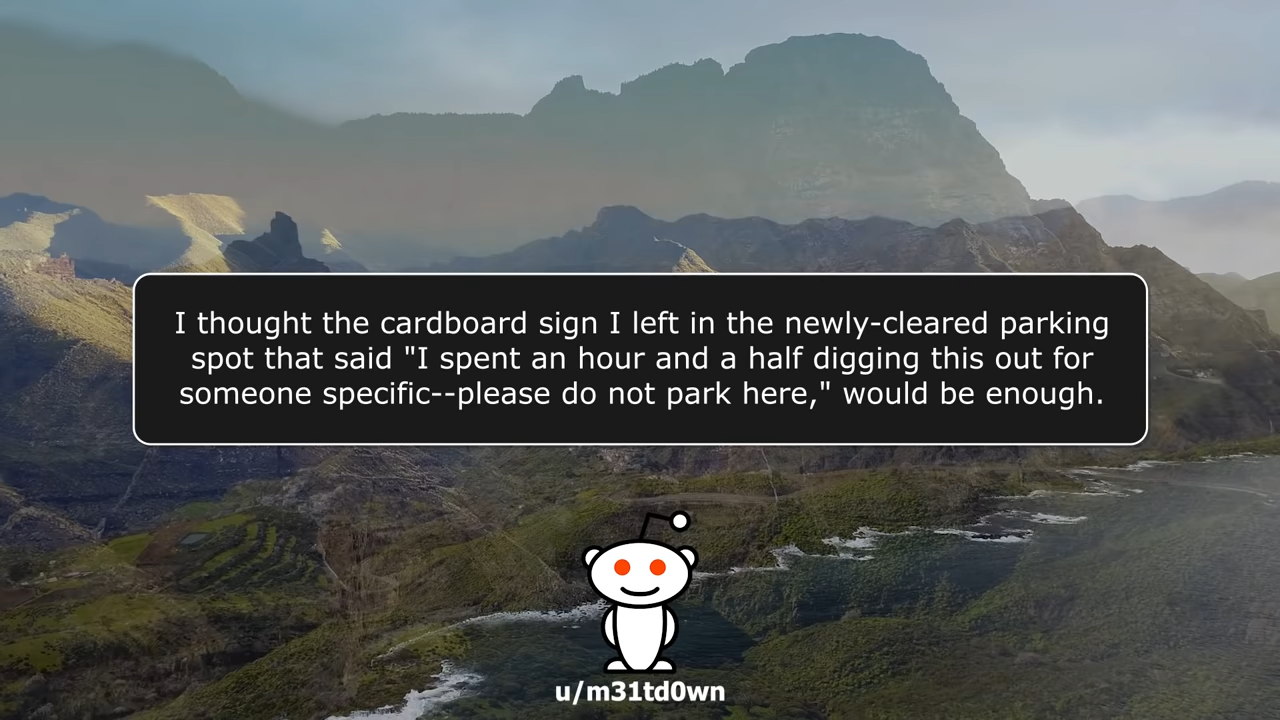 I thought the cardboard sign I left in the newly-cleared parking
spot that said "I spent an hour and a half digging this out for
someone specific--please do not park here," would be enough.
u/m31td0wn